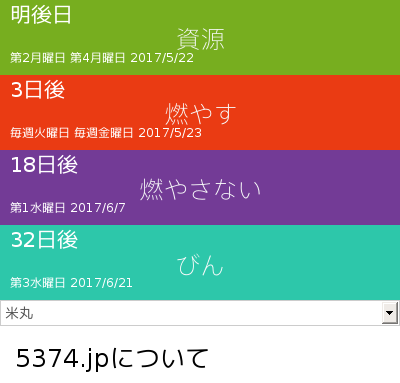 明後日
資源
第2月曜日 第4月曜日 2017/5/22
3日後
燃やす
毎週火曜日 毎週金曜日 2017/5/23
18日後
燃やさない
第1水曜日 2017/6/7
32日後
びん
第3水曜日 2017/6/21
米丸
5374.jpについて